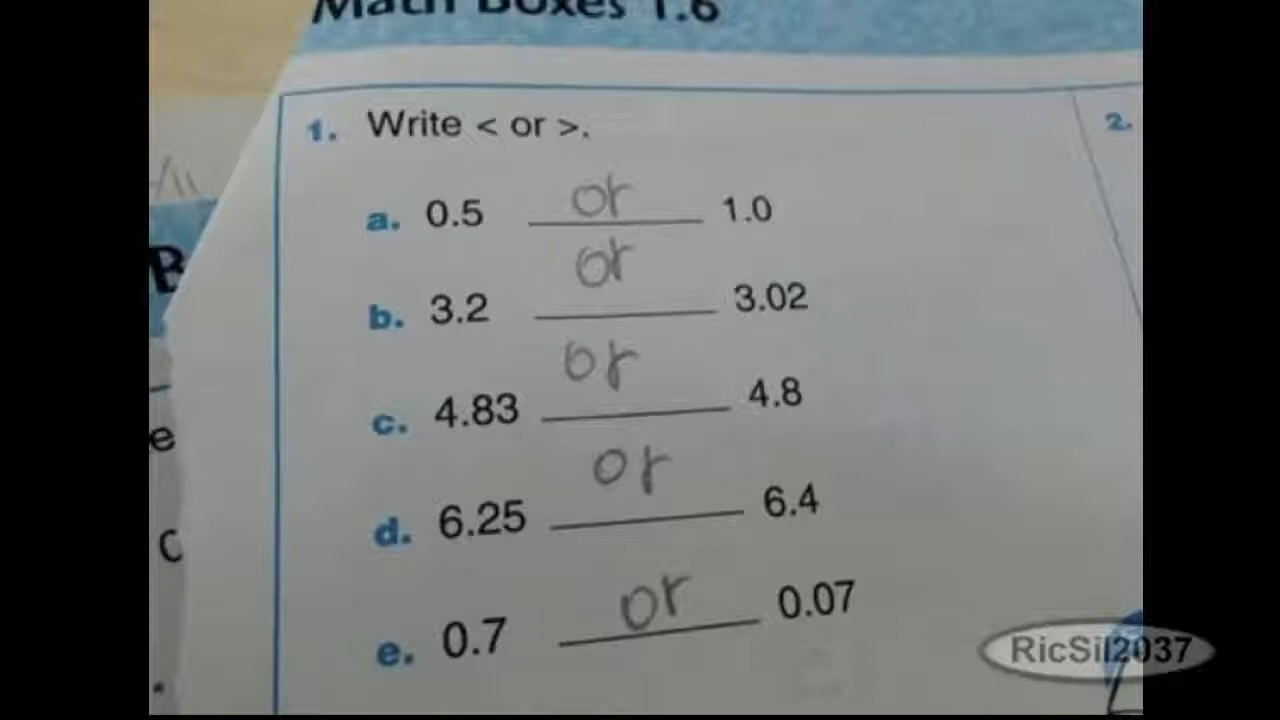 Math Boxes 1.6
1. Write < or >.
2.
a. 0.5 or 1.0
b. 3.2 or 3.02
c. 4.83 or 4.8
d. 6.25 or 6.4
e. 0.7 or 0.07
B
e
C
RicSil2037